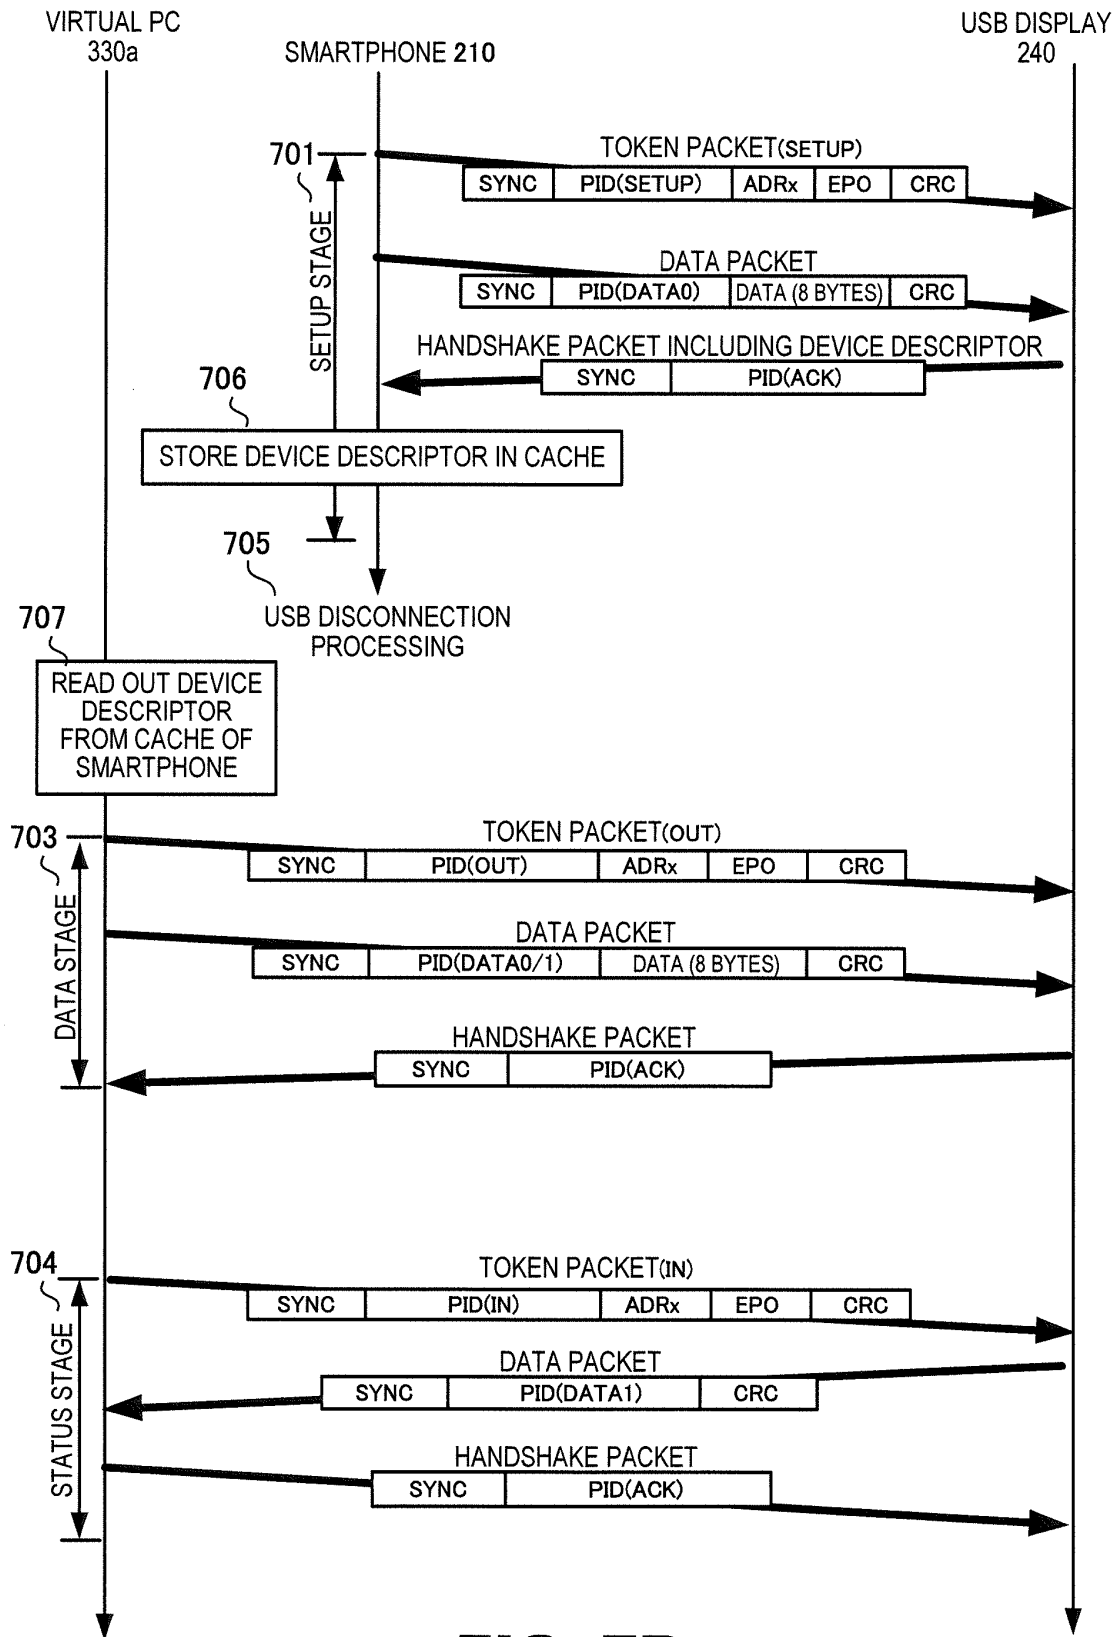 VIRTUAL PC
330a
SMARTPHONE 210
USB DISPLAY
240
701
SETUP STAGE
TOKEN PACKET(SETUP)
SYNC PID(SETUP) ADRx EPO CRC
DATA PACKET
SYNC PID(DATA0) DATA (8 BYTES) CRC
HANDSHAKE PACKET INCLUDING DEVICE DESCRIPTOR
SYNC PID(ACK)
706
STORE DEVICE DESCRIPTOR IN CACHE
705
USB DISCONNECTION
PROCESSING
707
READ OUT DEVICE
DESCRIPTOR
FROM CACHE OF
SMARTPHONE
703
DATA STAGE
TOKEN PACKET(OUT)
SYNC PID(OUT) ADRx EPO CRC
DATA PACKET
SYNC PID(DATA0/1) DATA (8 BYTES) CRC
HANDSHAKE PACKET
SYNC PID(ACK)
704
STATUS STAGE
TOKEN PACKET(IN)
SYNC PID(IN) ADRx EPO CRC
DATA PACKET
SYNC PID(DATA1) CRC
HANDSHAKE PACKET
SYNC PID(ACK)